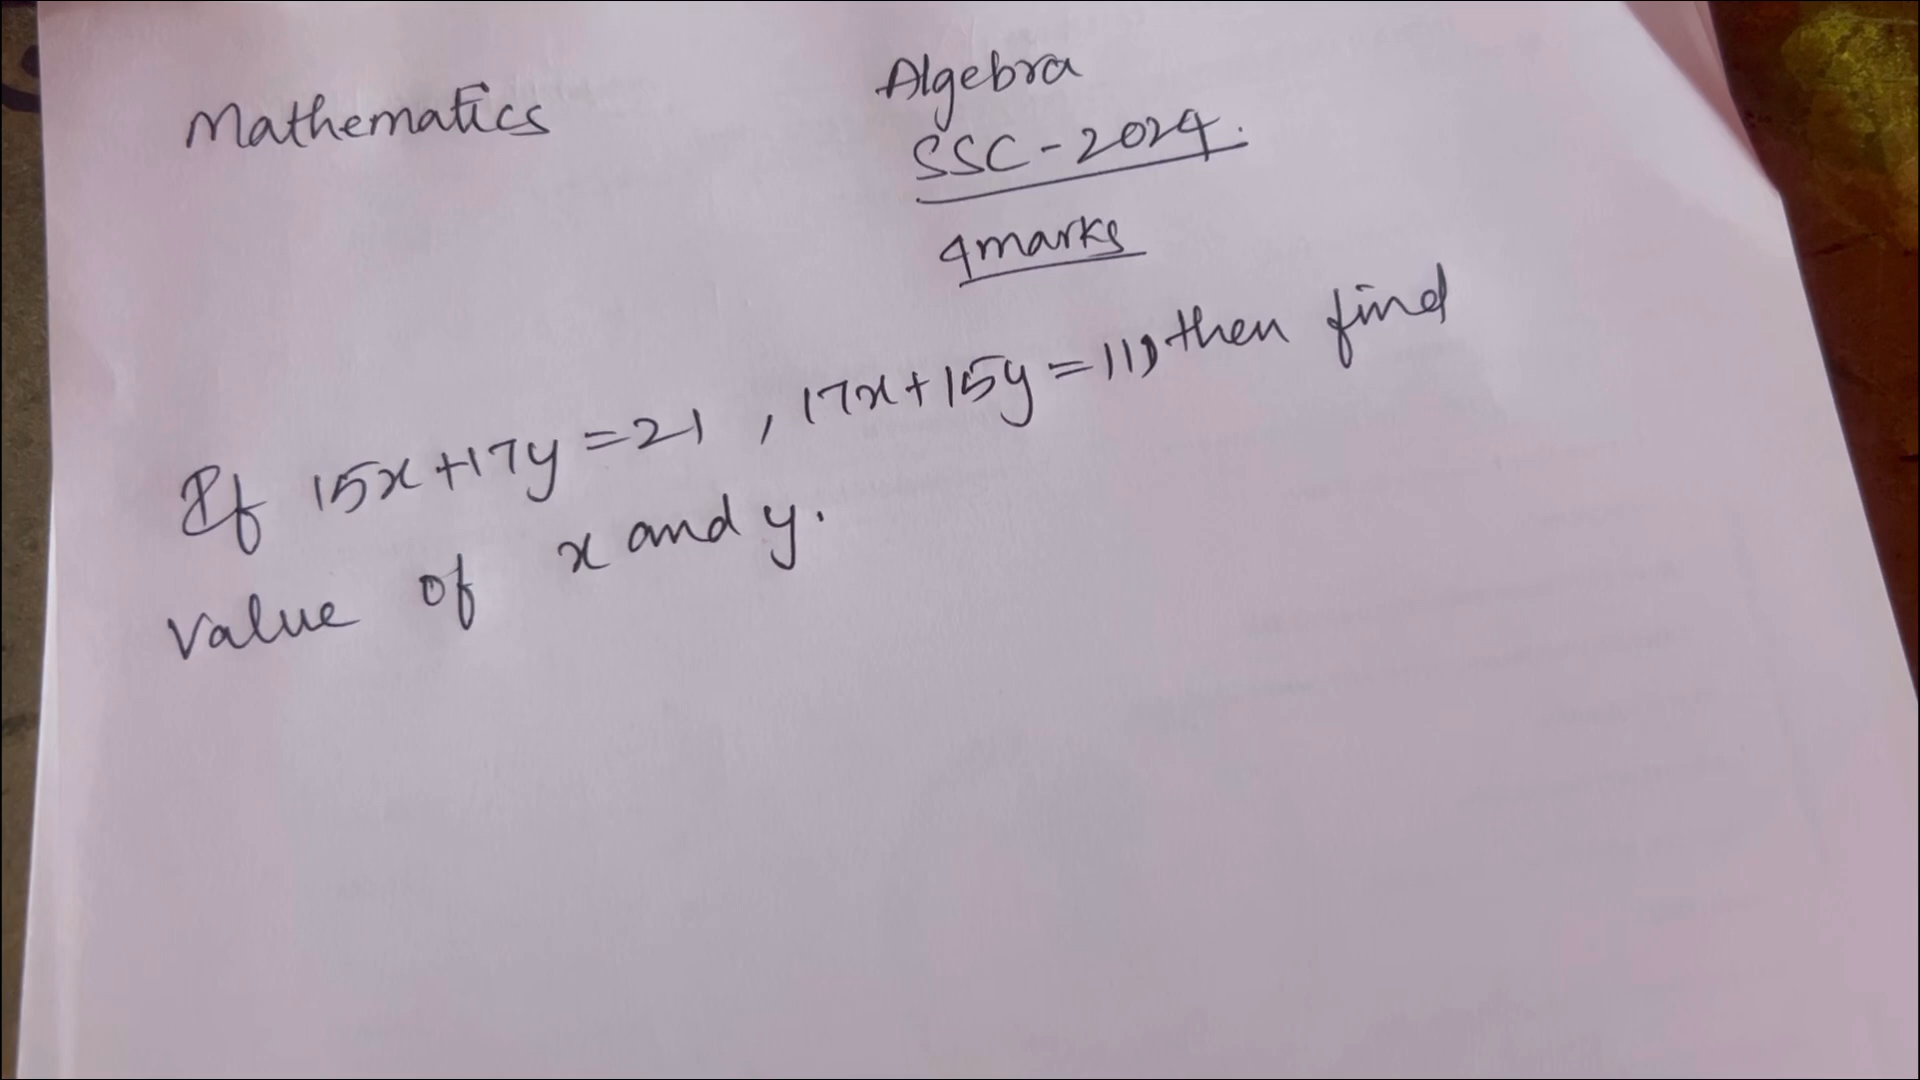 Mathematics
Algebra
SSC-2024.
4marks
If 15x+17y=21 , 17x+15y=11, then find
value of x and y.